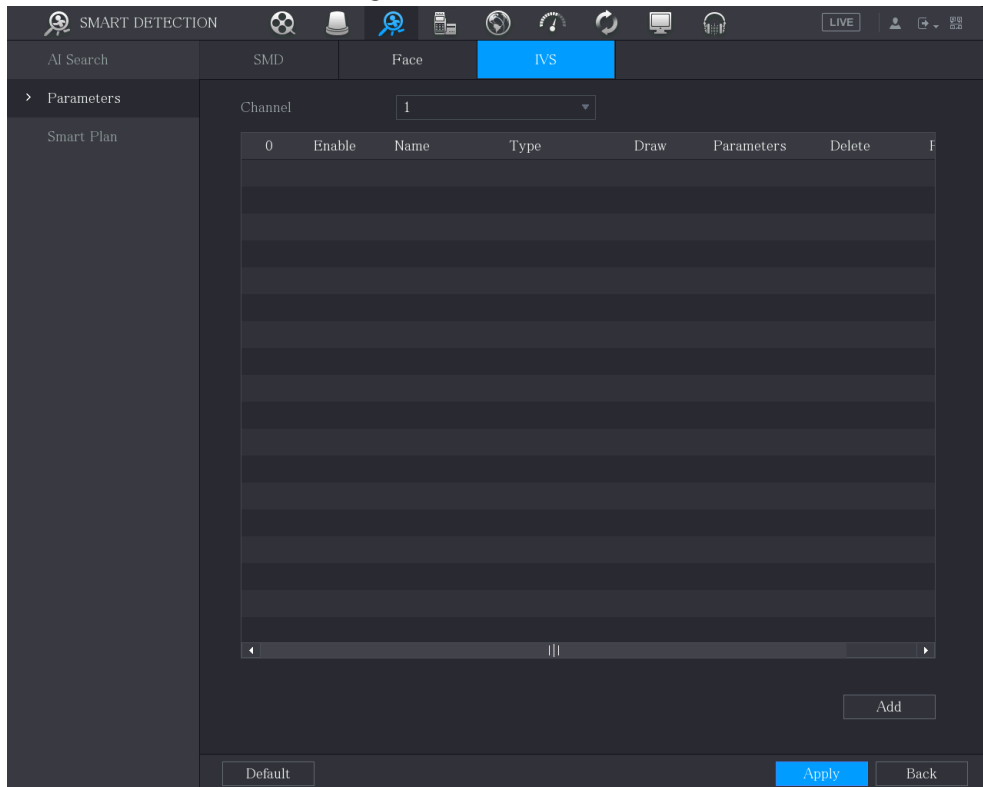 SMART DETECTION LIVE
AI Search SMD Face IVS
Parameters
Channel 1
Smart Plan
0 Enable Name Type Draw Parameters Delete
Add
Default Apply Back